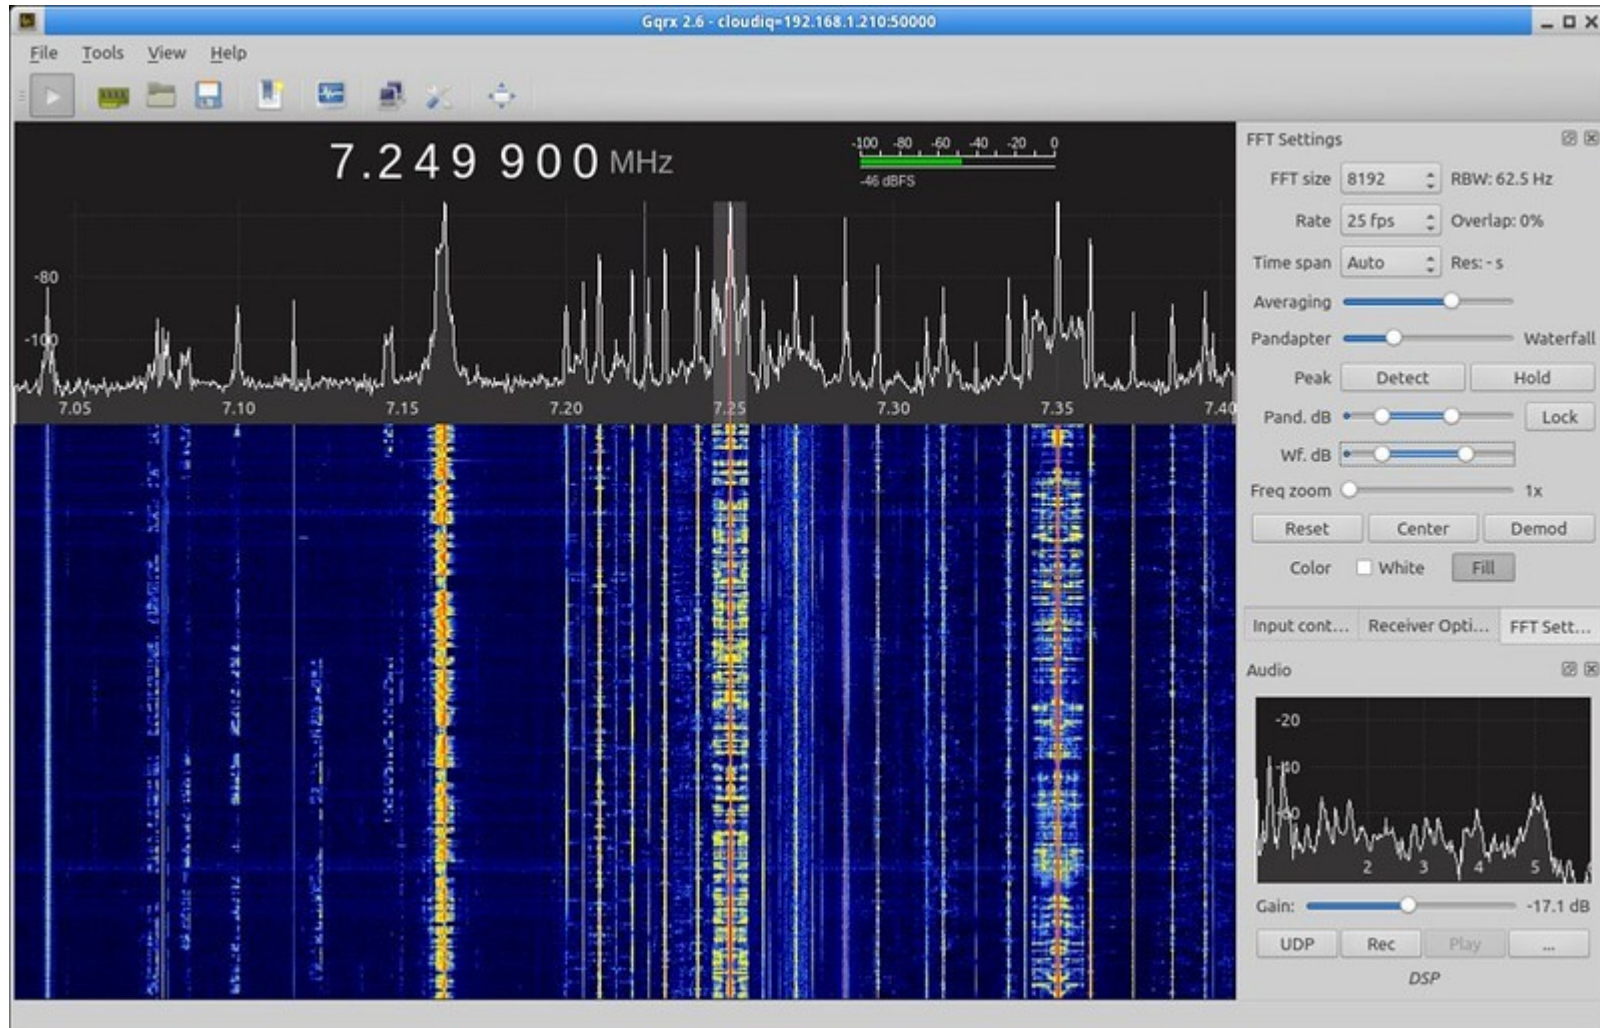 Gqrx 2.6 - cloudiq=192.168.1.210:50000
File Tools View Help
7.249 900 MHz
-100 -80 -60 -40 -20 0
-46 dBFS
-80
-100
7.05 7.10 7.15 7.20 7.25 7.30 7.35 7.40
FFT Settings
FFT size 8192 RBW: 62.5 Hz
Rate 25 fps Overlap: 0%
Time span Auto Res: - s
Averaging
Pandapter Waterfall
Peak Detect Hold
Pand. dB Lock
Wf. dB
Freq zoom 1x
Reset Center Demod
Color White Fill
Input cont... Receiver Opti... FFT Sett...
Audio
-20
-40
-60
2 3 4 5
Gain: -17.1 dB
UDP Rec Play ...
DSP